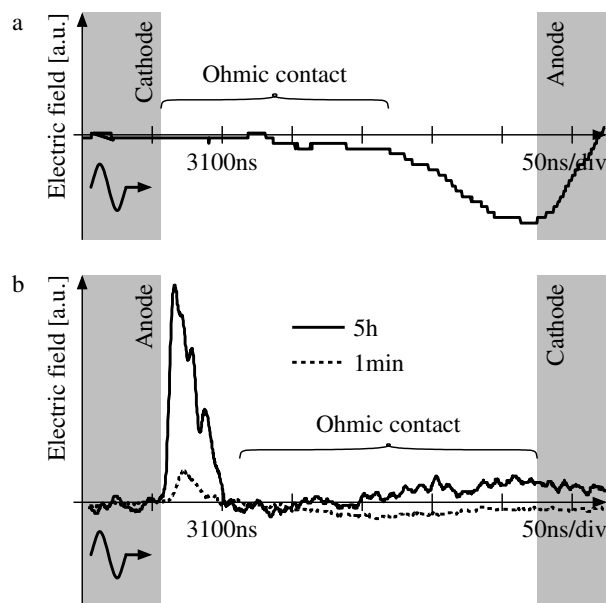 a
Electric field [a.u.]
Cathode
Ohmic contact
Anode
3100ns
50ns/div
b
Electric field [a.u.]
Anode
5h
1min
Cathode
Ohmic contact
3100ns
50ns/div